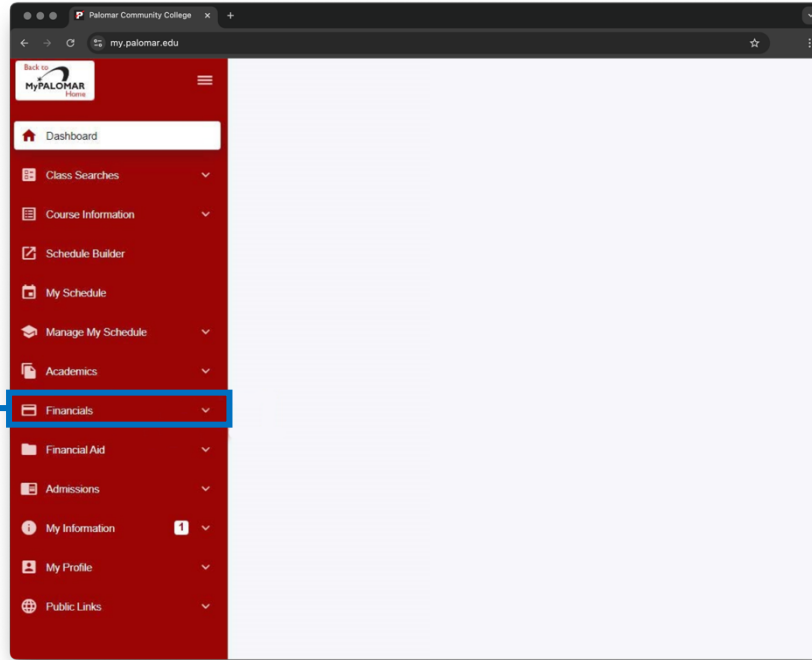 Palomar Community College
my.palomar.edu
Back to
MyPALOMAR
Home
Dashboard
Class Searches
Course Information
Schedule Builder
My Schedule
Manage My Schedule
Academics
Financials
Financial Aid
Admissions
My Information 1
My Profile
Public Links